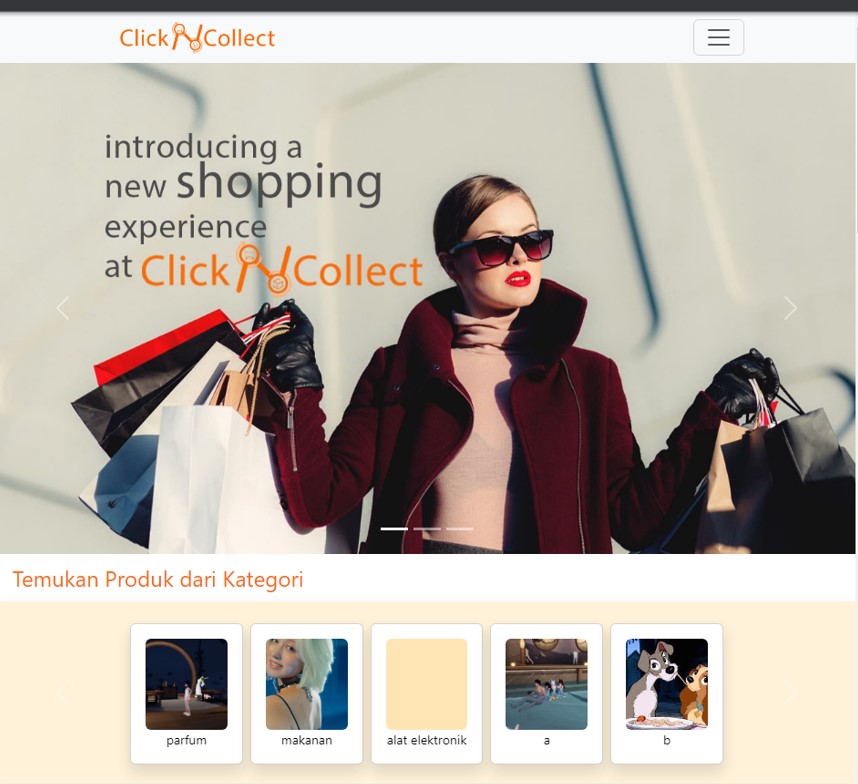 Click N Collect
introducing a
new shopping
experience
at Click N Collect
Temukan Produk dari Kategori
parfum
makanan
alat elektronik
a
b